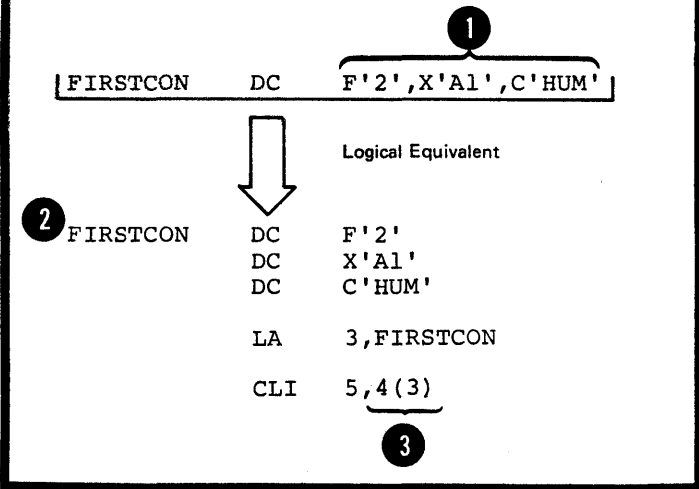 1
FIRSTCON DC F'2',X'A1',C'HUM'
Logical Equivalent
2 FIRSTCON DC F'2'
DC X'A1'
DC C'HUM'
LA 3,FIRSTCON
CLI 5,4(3)
3